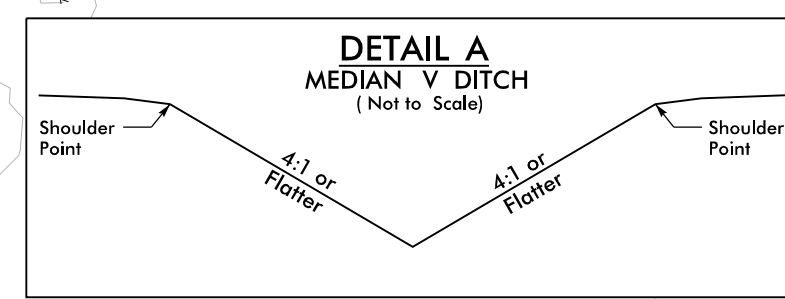 DETAIL A
MEDIAN V DITCH
( Not to Scale)
Shoulder
Point
Shoulder
Point
4:1 or
Flatter
4:1 or
Flatter